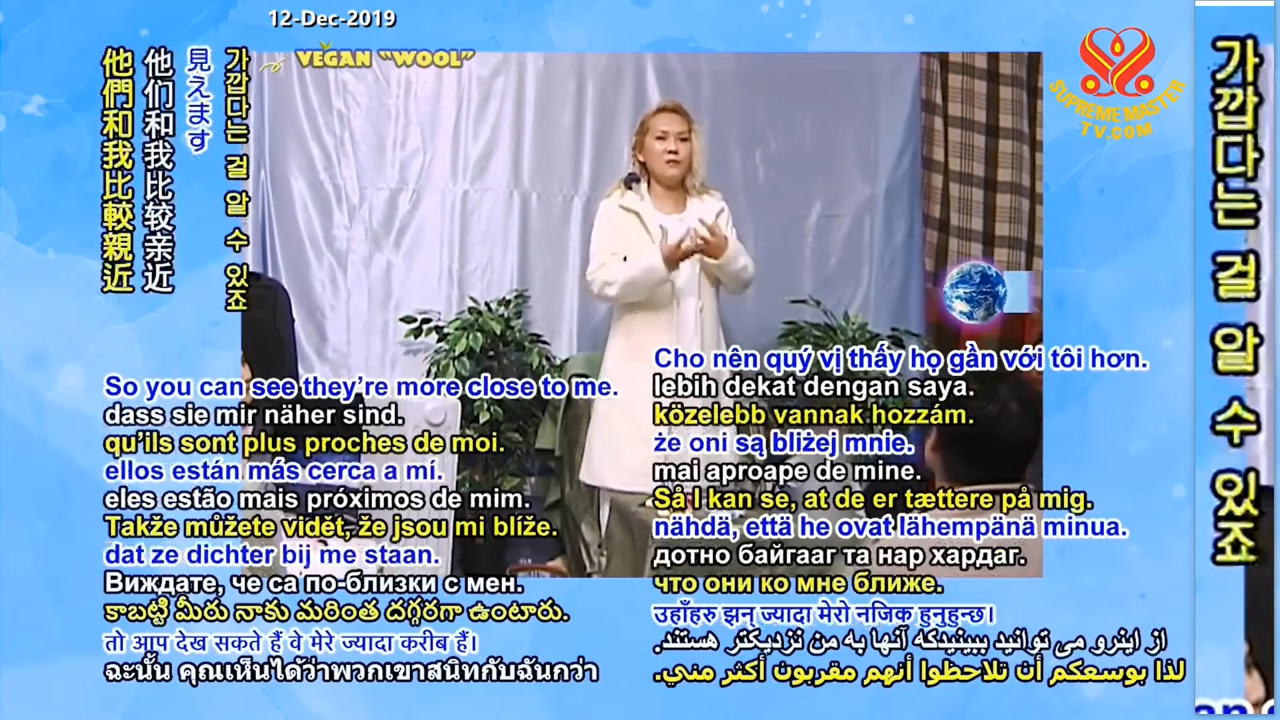 12-Dec-2019
VEGAN "WOOL"
SUPREME MASTER
TV.COM
가깝다는 걸 알 수 있죠
見えます
他们和我比较亲近
他們和我比較親近
So you can see they're more close to me.
dass sie mir näher sind.
qu'ils sont plus proches de moi.
ellos están más cerca a mí.
eles estão mais próximos de mim.
Takže můžete vidět, že jsou mi blíže.
dat ze dichter bij me staan.
Виждате, че са по-близки с мен.
కాబట్టి మీరు నాకు మరింత దగ్గరగా ఉంటారు.
तो आप देख सकते हैं वे मेरे ज्यादा करीब हैं।
ฉะนั้น คุณเห็นได้ว่าพวกเขาสนิทกับฉันกว่า
Cho nên quý vị thấy họ gần với tôi hơn.
lebih dekat dengan saya.
közelebb vannak hozzám.
że oni są bliżej mnie.
mai aproape de mine.
Så I kan se, at de er tættere på mig.
nähdä, että he ovat lähempänä minua.
дотно байгааг та нар хардаг.
что они ко мне ближе.
उहाँहरु झन् ज्यादा मेरो नजिक हुनुहुन्छ।
از اینرو می توانید ببینیدکه آنها به من نزدیکتر هستند.
لذا بوسعكم أن تلاحظوا أنهم مقربون أكثر مني.
가깝다는 걸 알 수 있죠